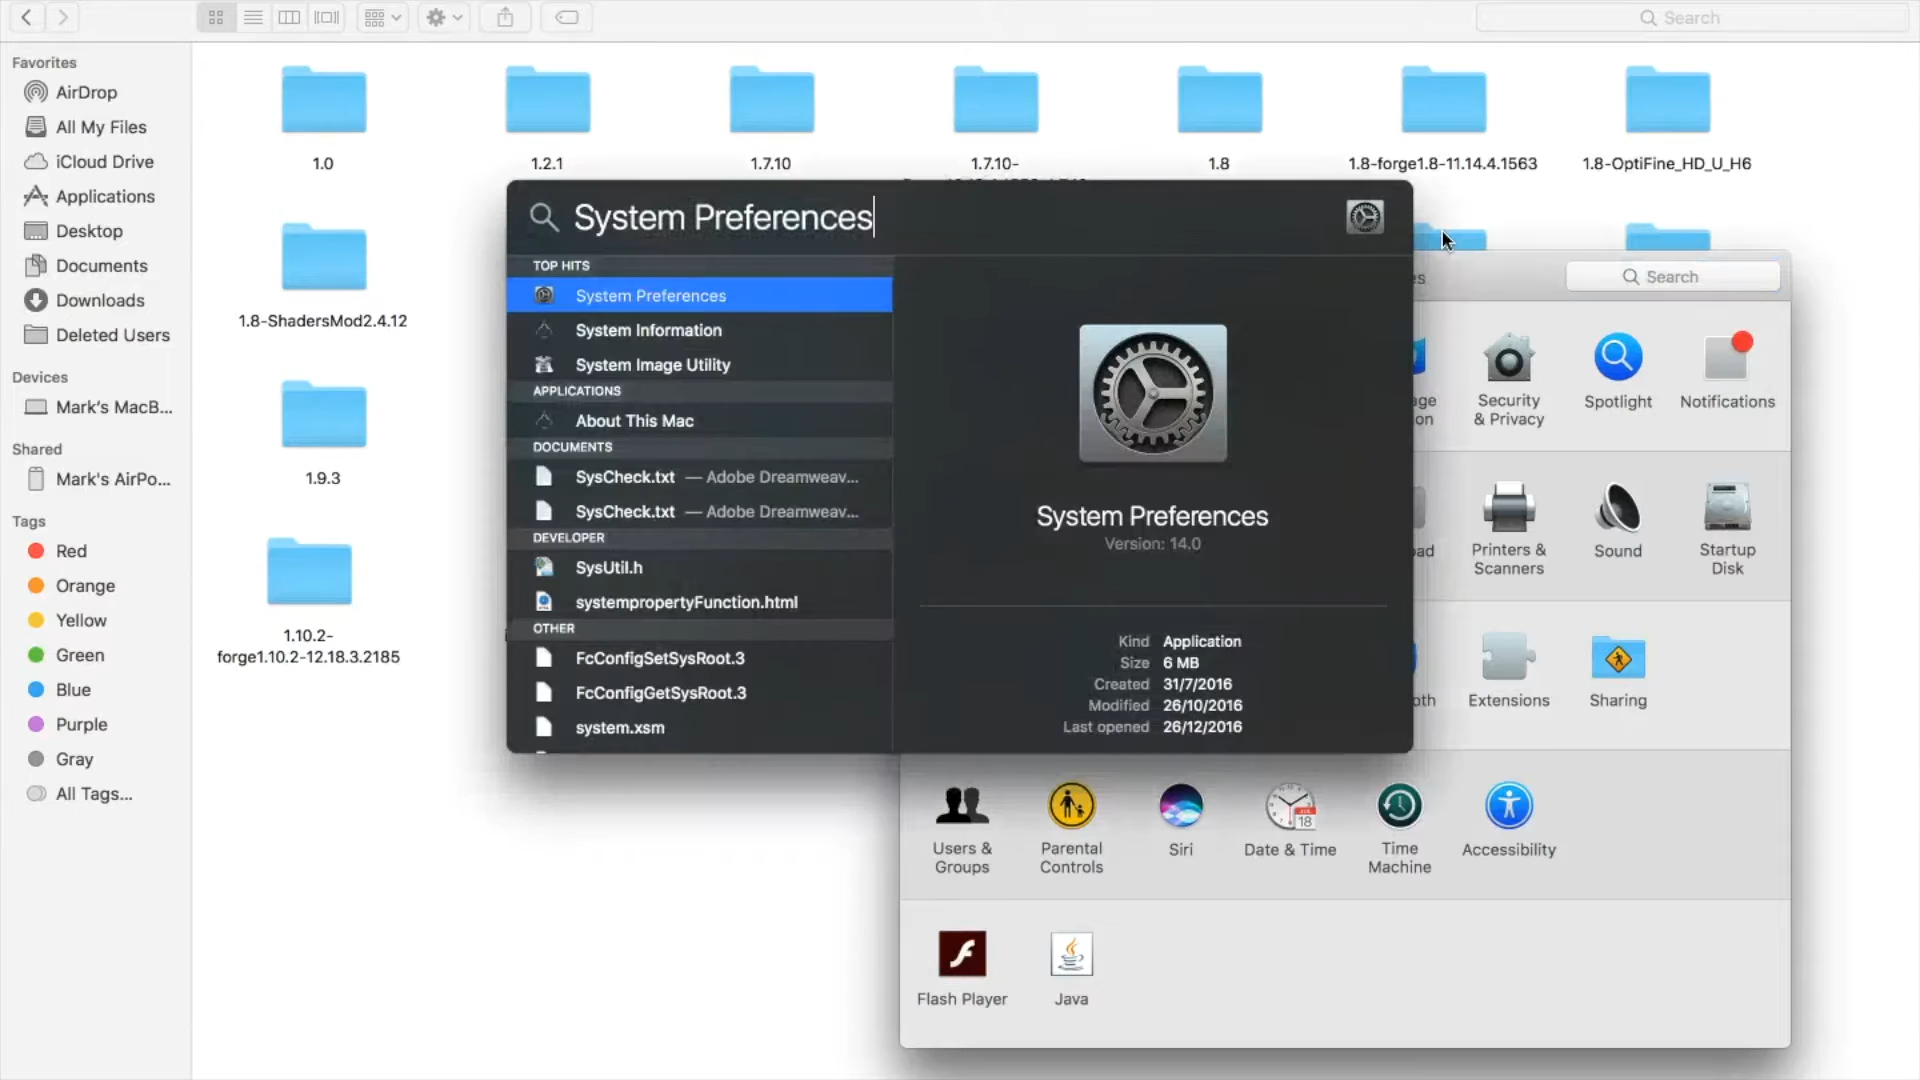 Search
Favorites
AirDrop
All My Files
iCloud Drive
Applications
Desktop
Documents
Downloads
Deleted Users
Devices
Mark's MacB...
Shared
Mark's AirPo...
Tags
Red
Orange
Yellow
Green
Blue
Purple
Gray
All Tags...
1.0
1.2.1
1.7.10
1.7.10-
1.8
1.8-forge1.8-11.14.4.1563
1.8-OptiFine_HD_U_H6
1.8-ShadersMod2.4.12
1.9.3
1.10.2-
forge1.10.2-12.18.3.2185
System Preferences
TOP HITS
System Preferences
System Information
System Image Utility
APPLICATIONS
About This Mac
DOCUMENTS
SysCheck.txt — Adobe Dreamweav...
SysCheck.txt — Adobe Dreamweav...
DEVELOPER
SysUtil.h
systempropertyFunction.html
OTHER
FcConfigSetSysRoot.3
FcConfigGetSysRoot.3
system.xsm
System Preferences
Version: 14.0
Kind Application
Size 6 MB
Created 31/7/2016
Modified 26/10/2016
Last opened 26/12/2016
Search
Security
& Privacy
Spotlight
Notifications
Printers &
Scanners
Sound
Startup
Disk
Extensions
Sharing
Users &
Groups
Parental
Controls
Siri
Date & Time
Time
Machine
Accessibility
Flash Player
Java